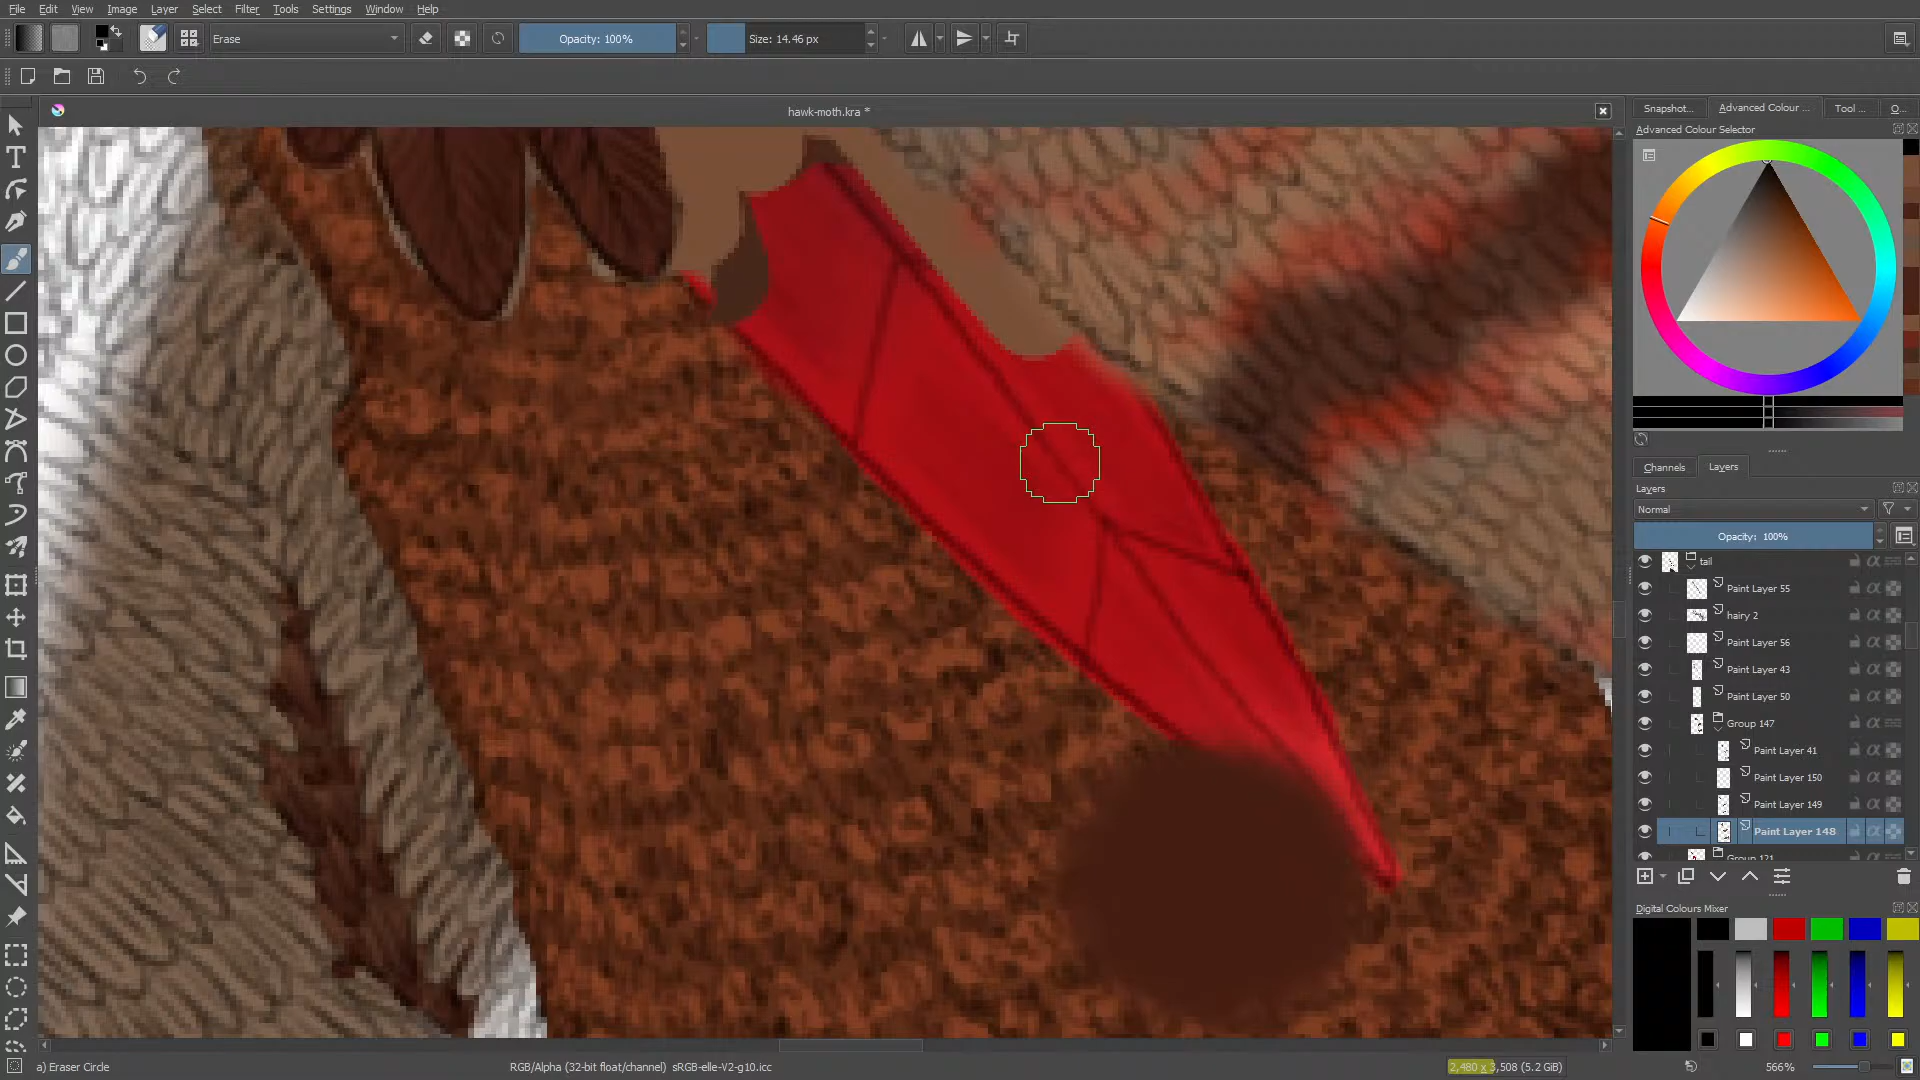 File Edit View Image Layer Select Filter Tools Settings Window Help
Erase
Opacity: 100%
Size: 14.46 px
hawk-moth.kra *
Snapshot...
Advanced Colour ...
Tool ...
O...
Advanced Colour Selector
Channels
Layers
Layers
Normal
Opacity: 100%
tail
Paint Layer 55
hairy 2
Paint Layer 56
Paint Layer 43
Paint Layer 50
Group 147
Paint Layer 41
Paint Layer 150
Paint Layer 149
Paint Layer 148
Group 121
Digital Colours Mixer
a) Eraser Circle
RGB/Alpha (32-bit float/channel) sRGB-elle-V2-g10.icc
2,480 x 3,508 (5.2 GiB)
566%